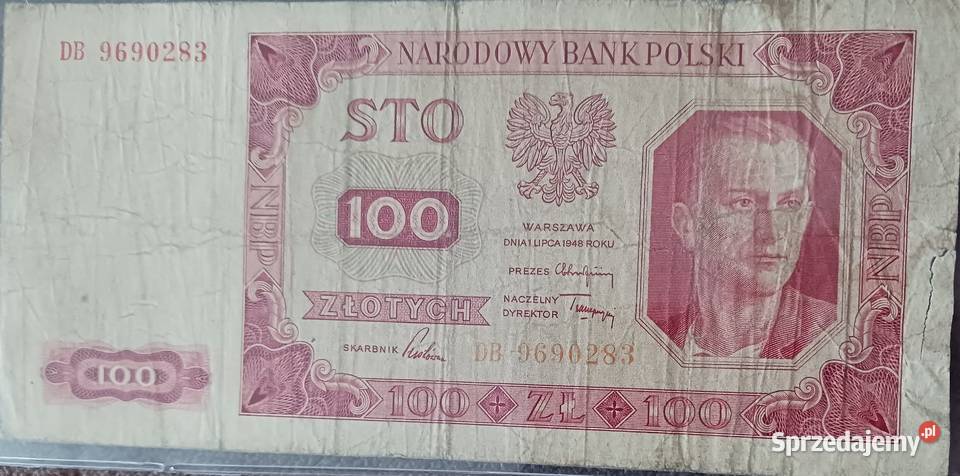 DB 9690283
NARODOWY BANK POLSKI
STO
100
WARSZAWA
DNIA 1 LIPCA 1948 ROKU
PREZES
NACZELNY
DYREKTOR
ZŁOTYCH
SKARBNIK
DB 9690283
NBP
NBP
100
100 ZŁ 100
Sprzedajemy.pl